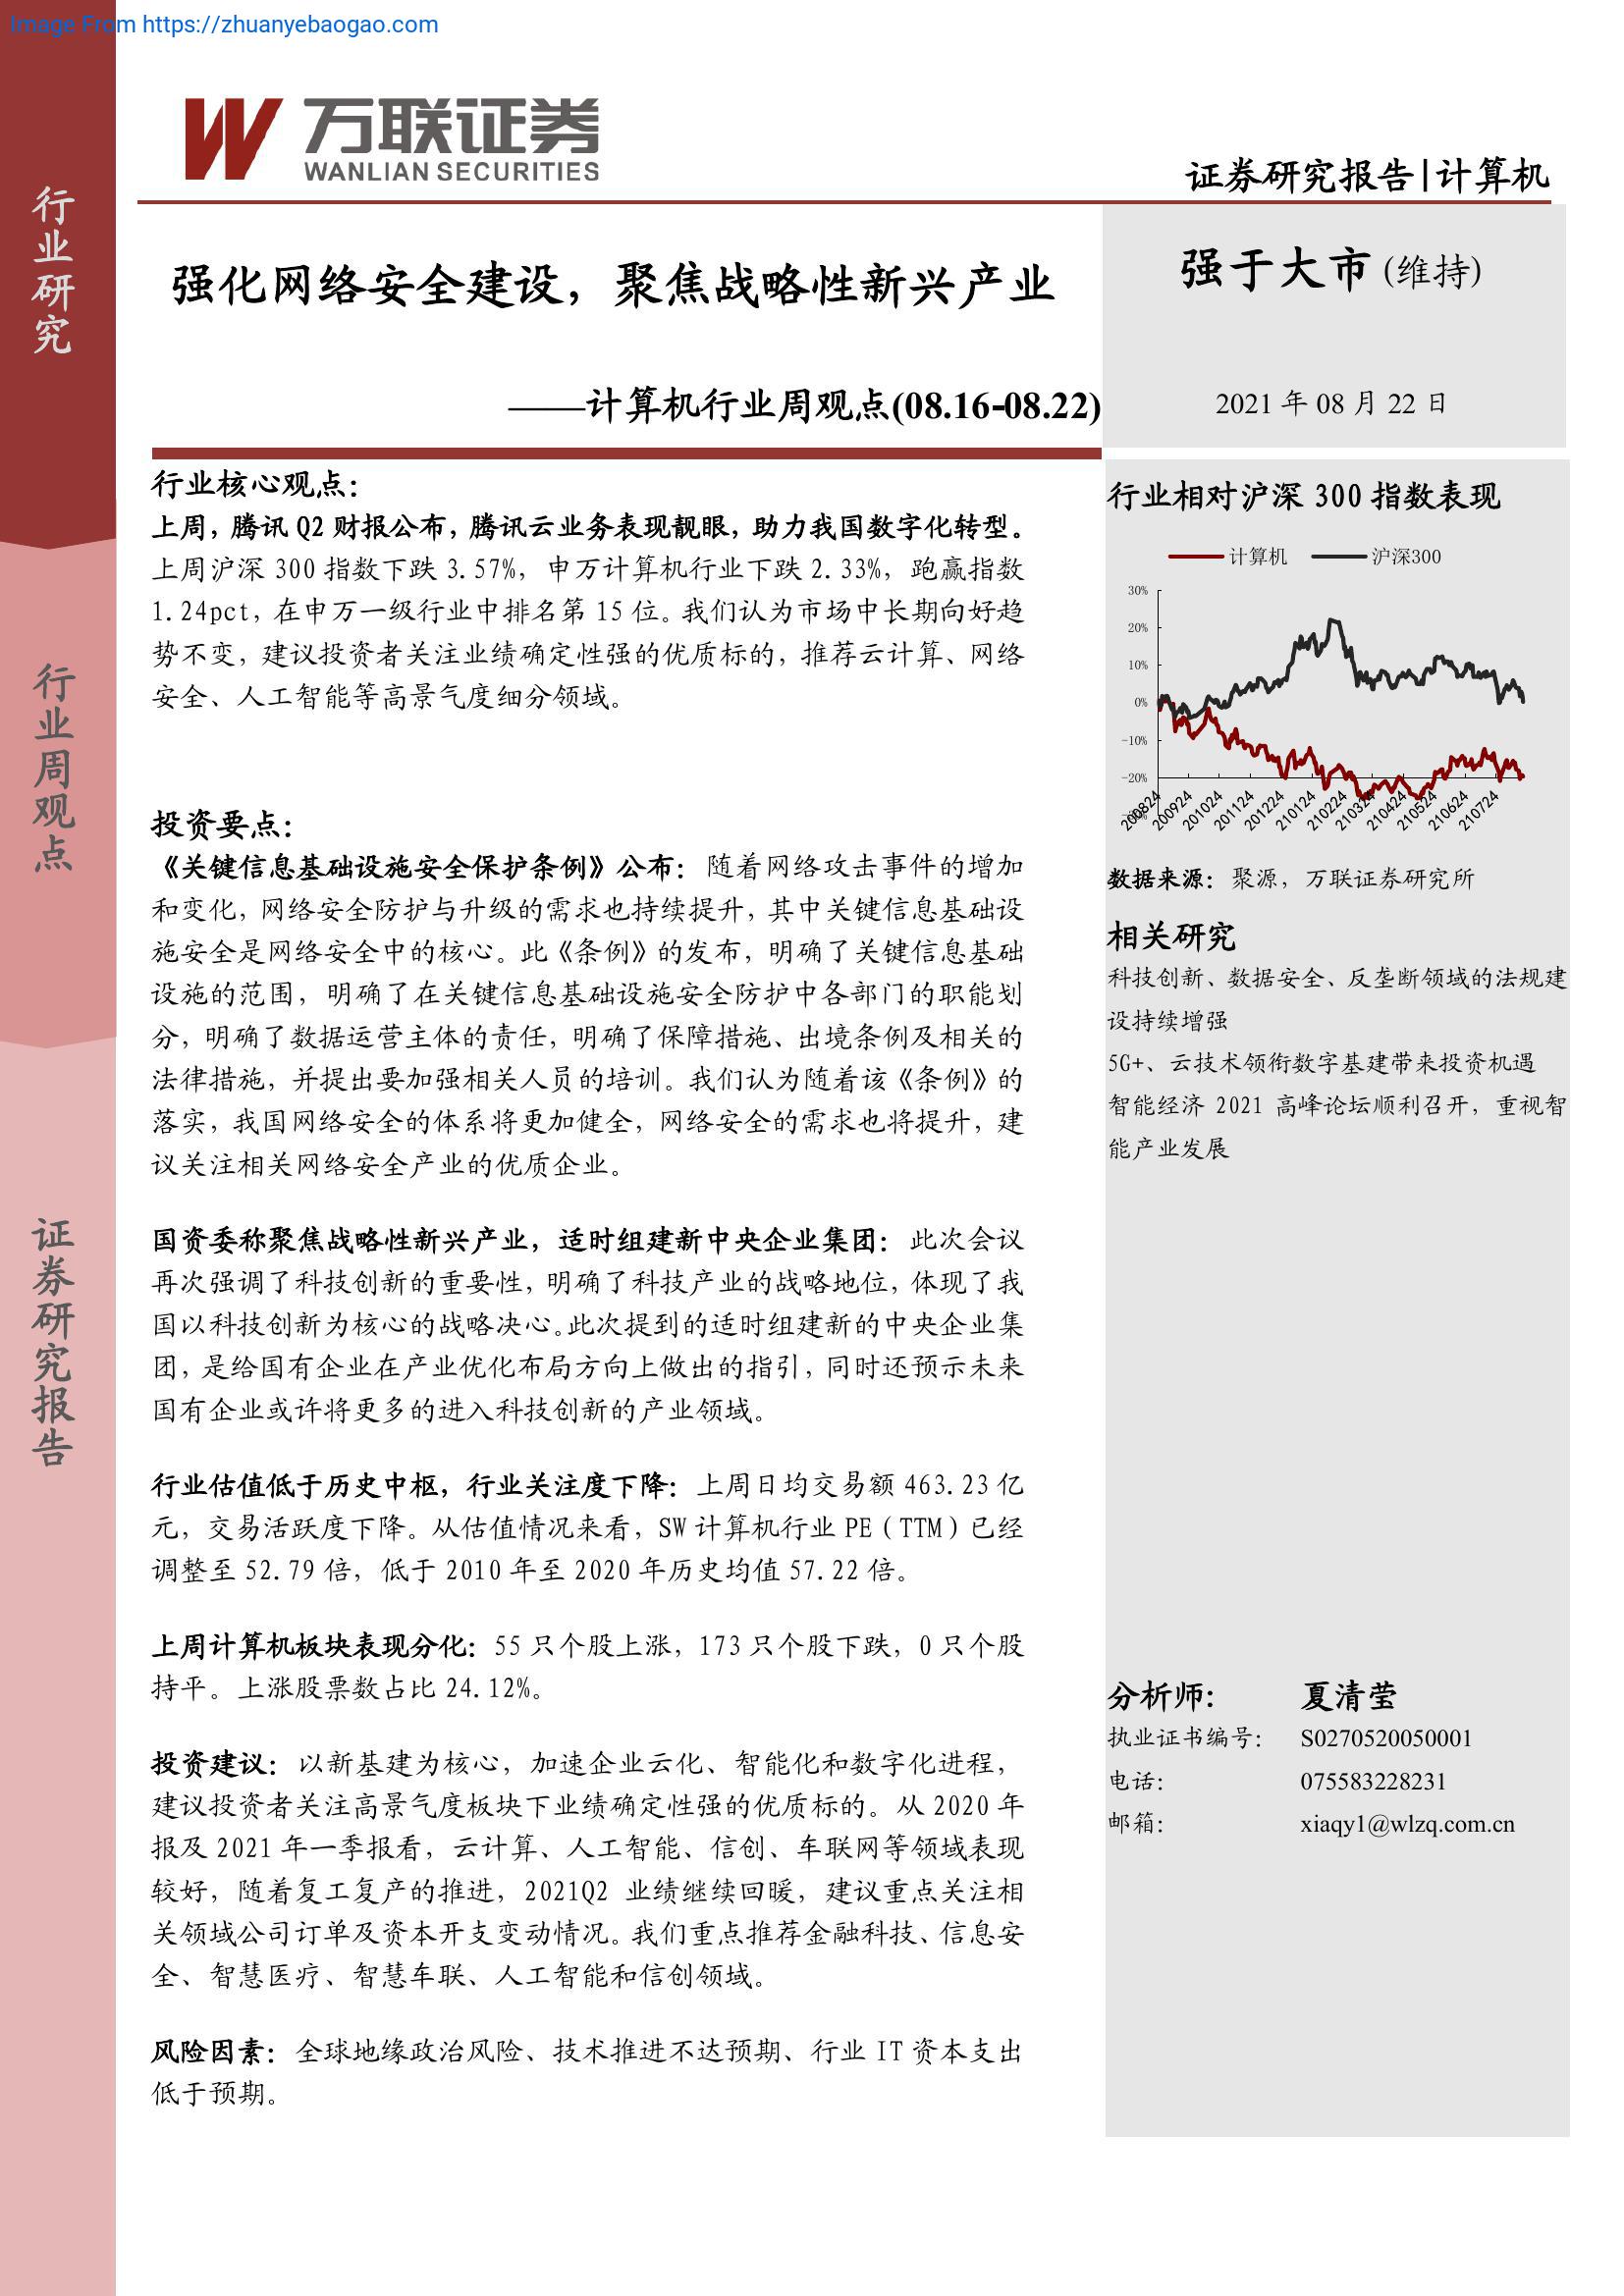 Image From https://zhuanyebaogao.com
万联证券
WANLIAN SECURITIES
证券研究报告|计算机
行业研究
行业周观点
证券研究报告
强化网络安全建设，聚焦战略性新兴产业
——计算机行业周观点(08.16-08.22)
强于大市(维持)
2021 年 08 月 22 日
行业核心观点：
上周，腾讯 Q2 财报公布，腾讯云业务表现靓眼，助力我国数字化转型。
上周沪深 300 指数下跌 3.57%，申万计算机行业下跌 2.33%，跑赢指数
1.24pct，在申万一级行业中排名第 15 位。我们认为市场中长期向好趋
势不变，建议投资者关注业绩确定性强的优质标的，推荐云计算、网络
安全、人工智能等高景气度细分领域。
投资要点：
《关键信息基础设施安全保护条例》公布：随着网络攻击事件的增加
和变化，网络安全防护与升级的需求也持续提升，其中关键信息基础设
施安全是网络安全中的核心。此《条例》的发布，明确了关键信息基础
设施的范围，明确了在关键信息基础设施安全防护中各部门的职能划
分，明确了数据运营主体的责任，明确了保障措施、出境条例及相关的
法律措施，并提出要加强相关人员的培训。我们认为随着该《条例》的
落实，我国网络安全的体系将更加健全，网络安全的需求也将提升，建
议关注相关网络安全产业的优质企业。
国资委称聚焦战略性新兴产业，适时组建新中央企业集团：此次会议
再次强调了科技创新的重要性，明确了科技产业的战略地位，体现了我
国以科技创新为核心的战略决心。此次提到的适时组建新的中央企业集
团，是给国有企业在产业优化布局方向上做出的指引，同时还预示未来
国有企业或许将更多的进入科技创新的产业领域。
行业估值低于历史中枢，行业关注度下降：上周日均交易额 463.23 亿
元，交易活跃度下降。从估值情况来看，SW 计算机行业 PE（TTM）已经
调整至 52.79 倍，低于 2010 年至 2020 年历史均值 57.22 倍。
上周计算机板块表现分化：55 只个股上涨，173 只个股下跌，0 只个股
持平。上涨股票数占比 24.12%。
投资建议：以新基建为核心，加速企业云化、智能化和数字化进程，
建议投资者关注高景气度板块下业绩确定性强的优质标的。从 2020 年
报及 2021 年一季报看，云计算、人工智能、信创、车联网等领域表现
较好，随着复工复产的推进，2021Q2 业绩继续回暖，建议重点关注相
关领域公司订单及资本开支变动情况。我们重点推荐金融科技、信息安
全、智慧医疗、智慧车联、人工智能和信创领域。
风险因素：全球地缘政治风险、技术推进不达预期、行业 IT 资本支出
低于预期。
行业相对沪深 300 指数表现
计算机 沪深300
30%
20%
10%
0%
-10%
-20%
200824 200924 201024 201124 201224 210124 210224 210324 210424 210524 210624 210724
数据来源：聚源，万联证券研究所
相关研究
科技创新、数据安全、反垄断领域的法规建
设持续增强
5G+、云技术领衔数字基建带来投资机遇
智能经济 2021 高峰论坛顺利召开，重视智
能产业发展
分析师： 夏清莹
执业证书编号： S0270520050001
电话： 075583228231
邮箱： xiaqy1@wlzq.com.cn